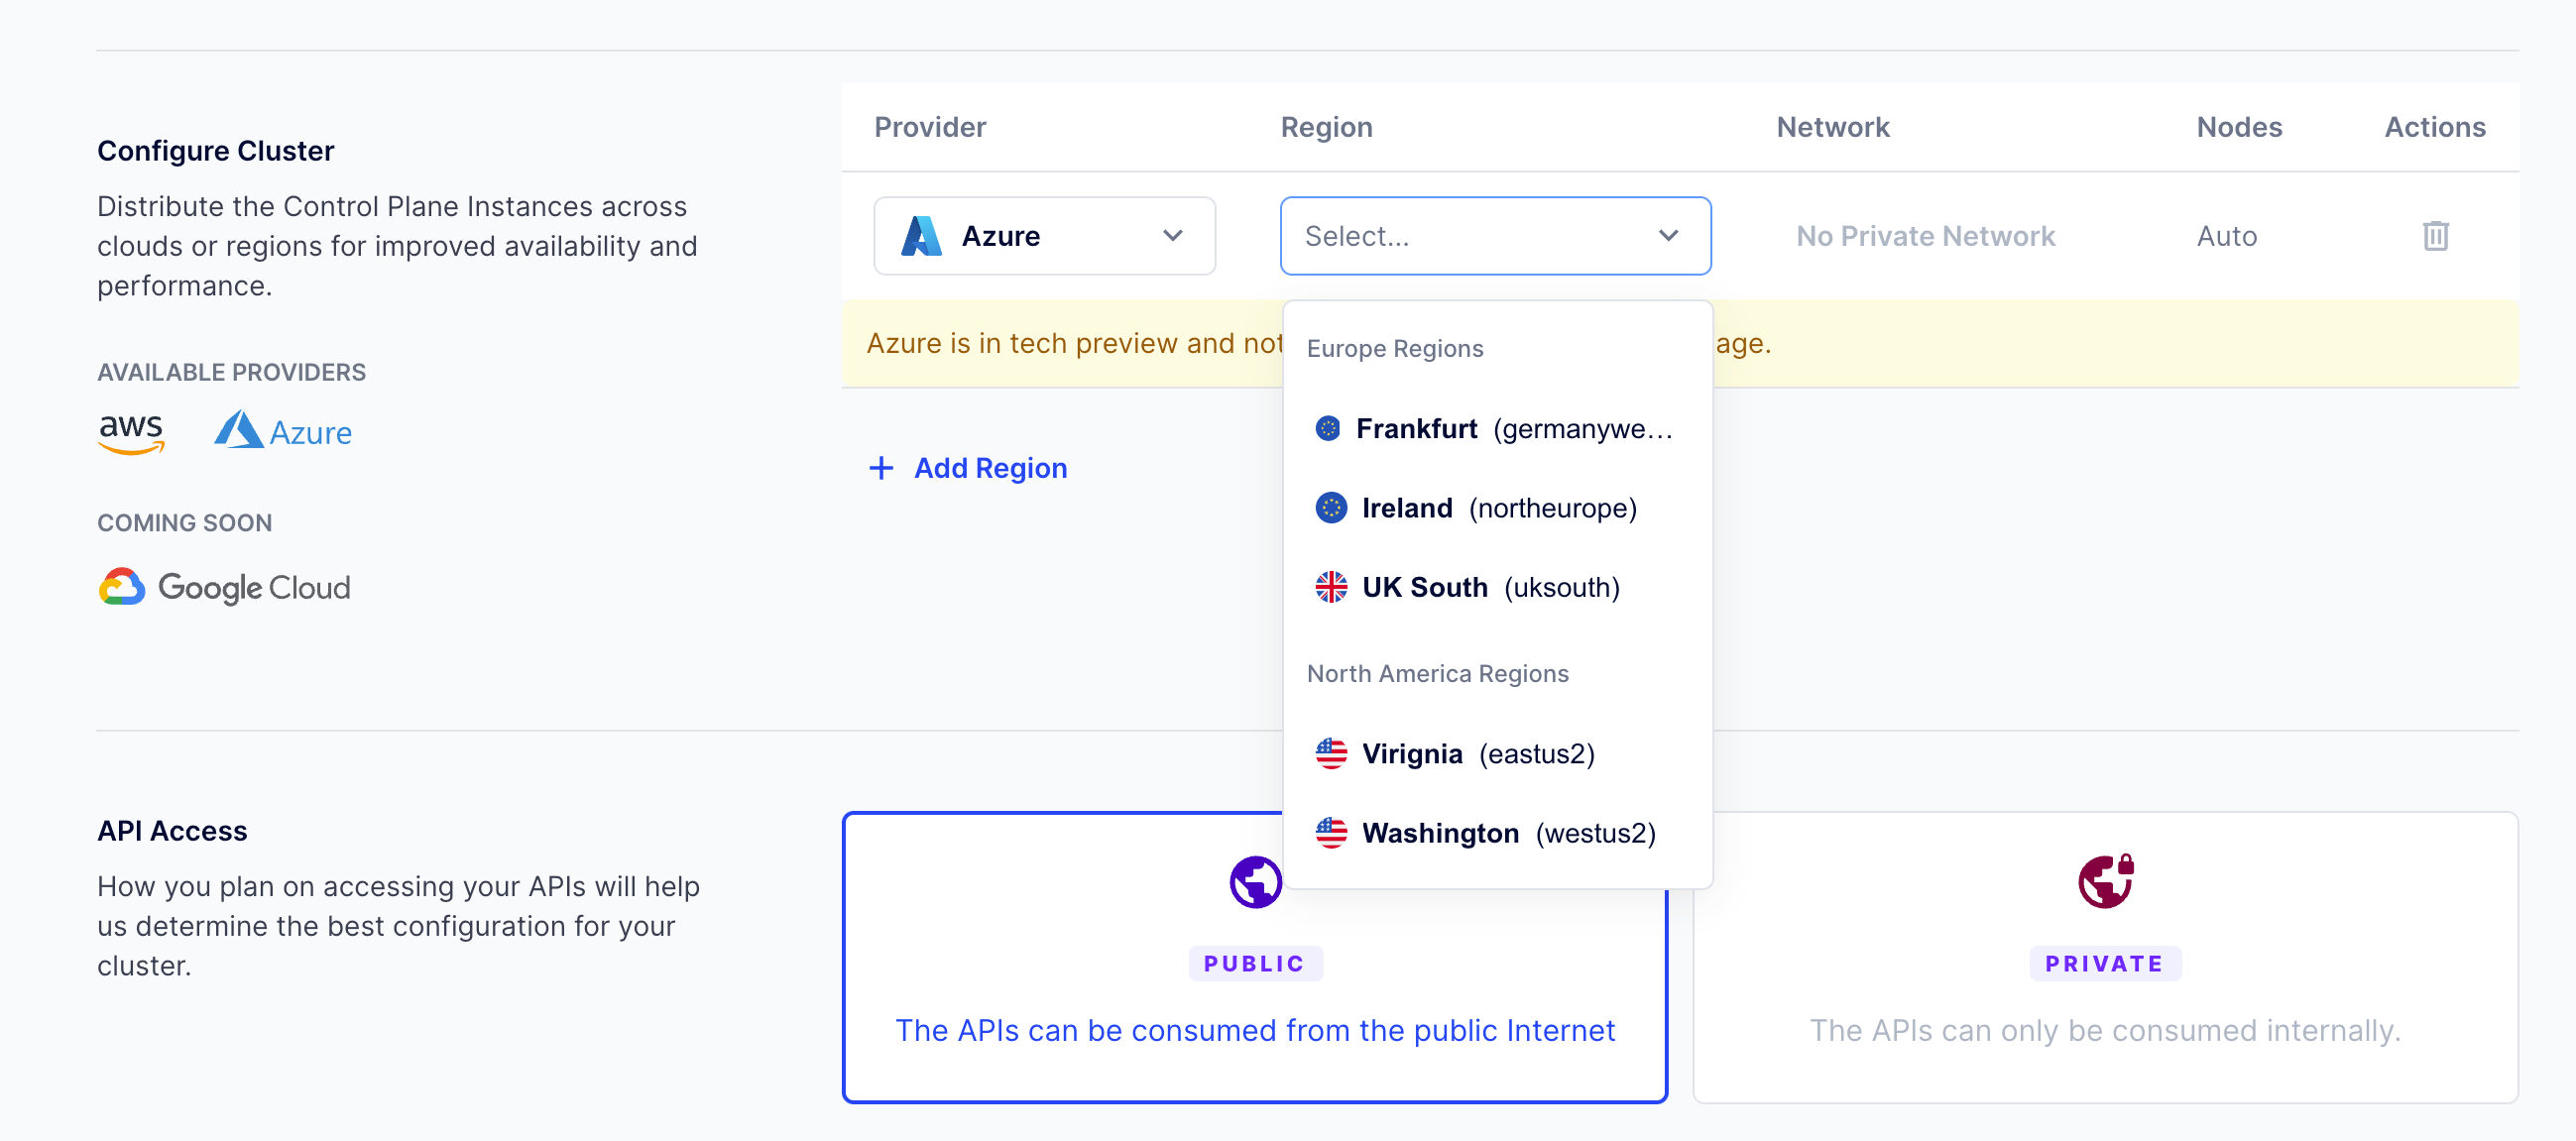 Provider Region Network Nodes Actions
Configure Cluster
Distribute the Control Plane Instances across
clouds or regions for improved availability and
performance.
AVAILABLE PROVIDERS
aws Azure
COMING SOON
Google Cloud
Azure Select... No Private Network Auto
Azure is in tech preview and not age.
Europe Regions
Frankfurt (germanywe...
Ireland (northeurope)
UK South (uksouth)
North America Regions
Virignia (eastus2)
Washington (westus2)
+ Add Region
API Access
How you plan on accessing your APIs will help
us determine the best configuration for your
cluster.
PUBLIC
The APIs can be consumed from the public Internet
PRIVATE
The APIs can only be consumed internally.